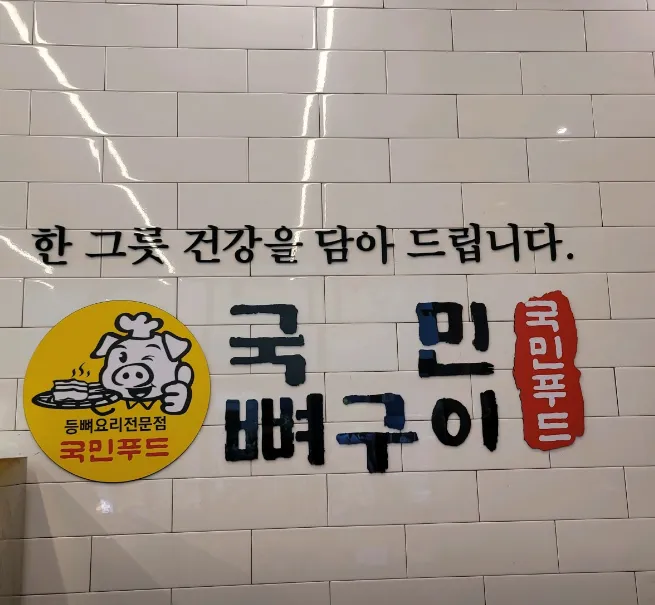 한 그릇 건강을 담아 드립니다.
국민
뼈구이
국민푸드
등뼈요리전문점
국민푸드